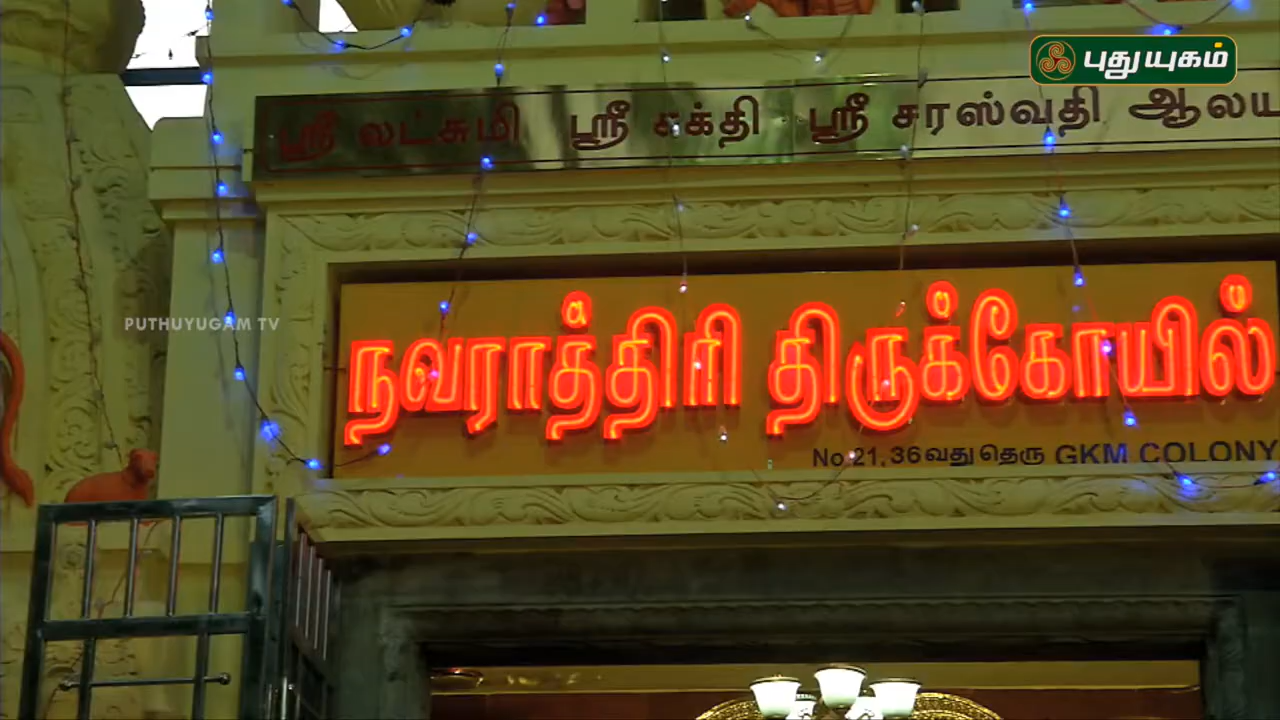 புதுயுகம்
ஸ்ரீ லட்சுமி ஸ்ரீ சக்தி ஸ்ரீ சரஸ்வதி ஆலய
PUTHUYUGAM TV
நவராத்திரி திருக்கோயில்
No.21,36வது தெரு GKM COLONY